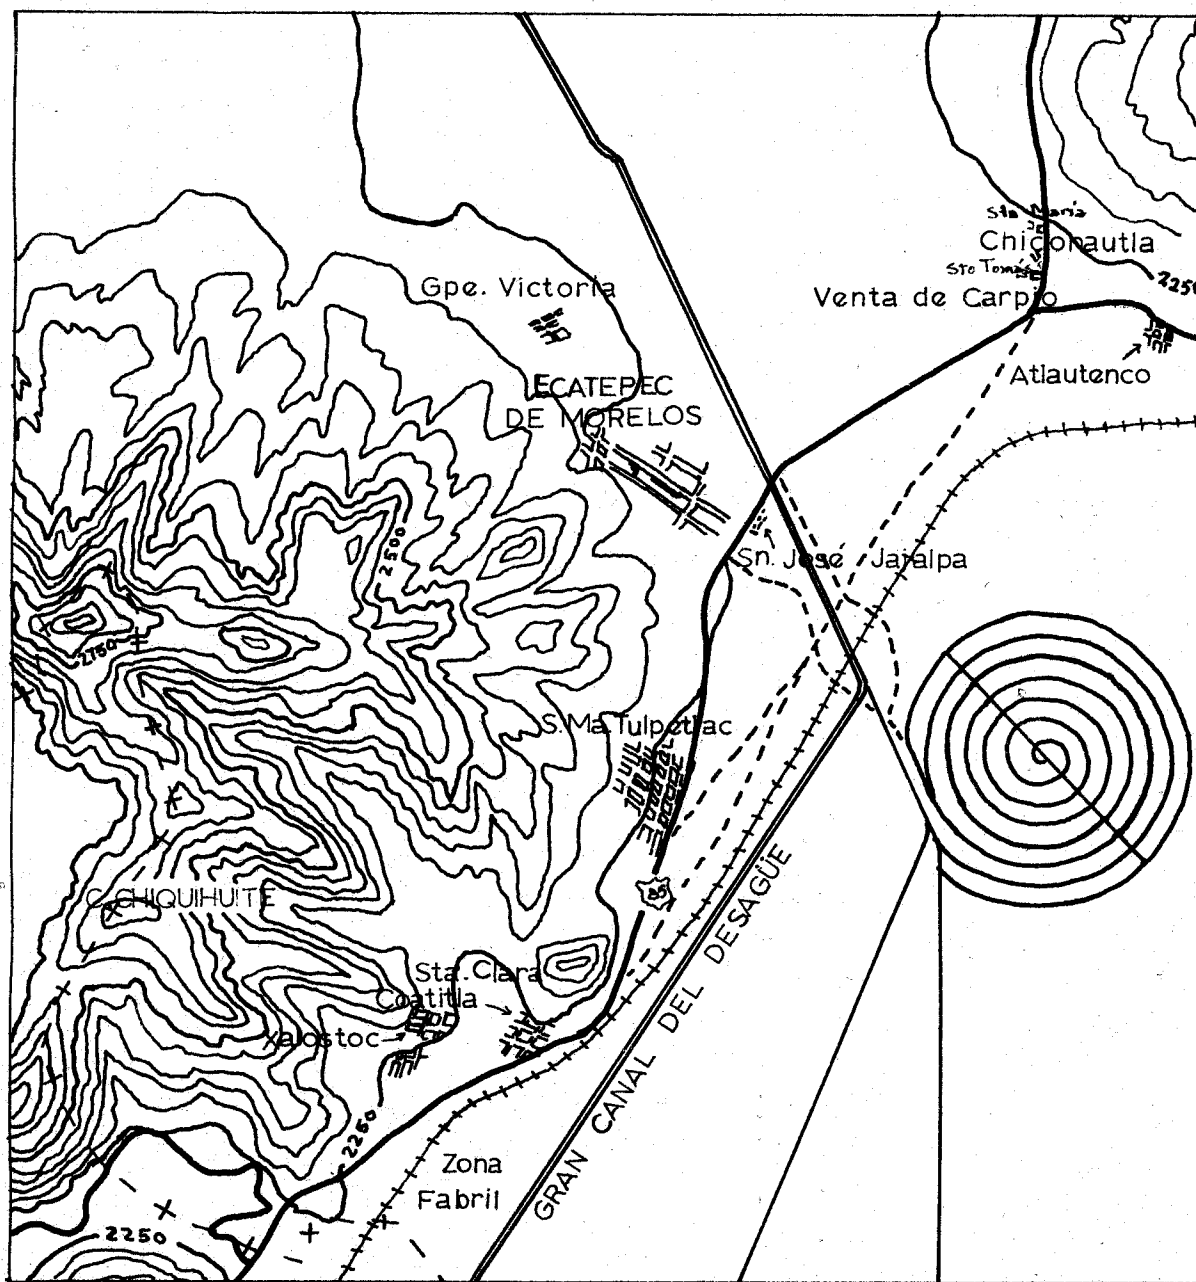 Sta María
Chiconautla
Sto Tomás
2250
Gpe. Victoria
Venta de Carpio
Atlautenco
ECATEPEC
DE MORELOS
2500
Sn. José Jajalpa
2750
S. Ma. Tulpetlac
85
C. CHIQUIHUITE
GRAN CANAL DEL DESAGÜE
Sta. Clara
Coatitla
Xalostoc
2250
Zona
Fabril
2250